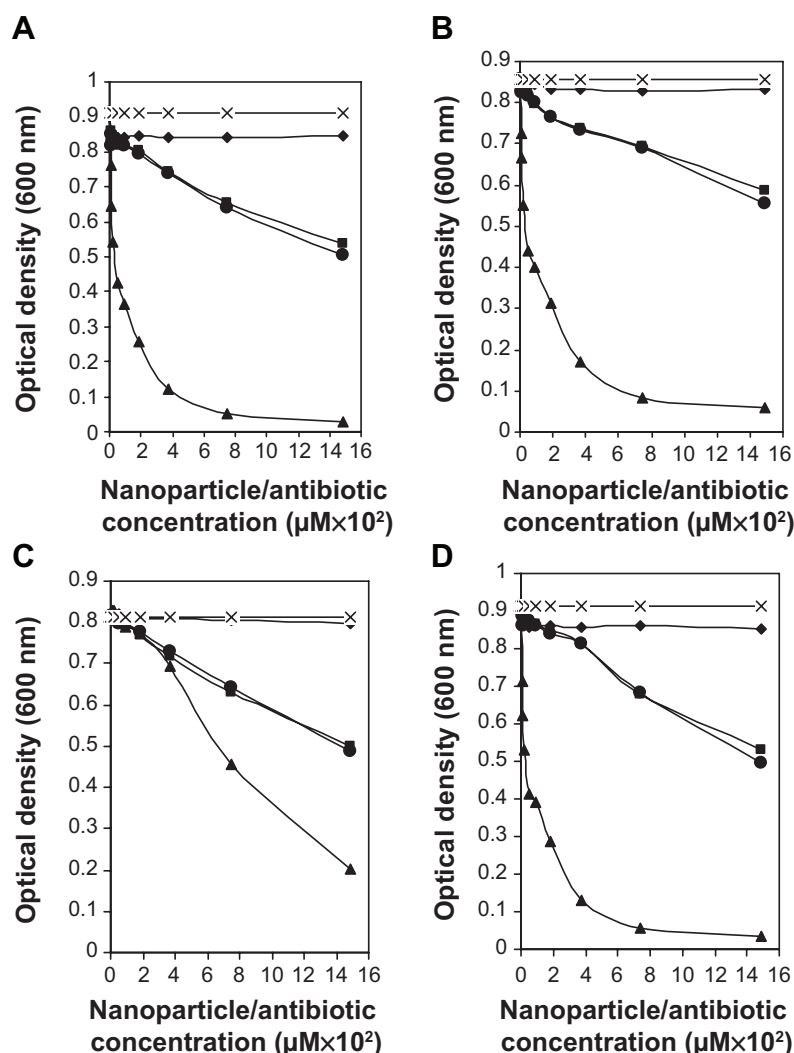 A
Optical density (600 nm)
1
0.9
0.8
0.7
0.6
0.5
0.4
0.3
0.2
0.1
0
0 2 4 6 8 10 12 14 16
Nanoparticle/antibiotic
concentration (µM×10²)
B
Optical density (600 nm)
0.9
0.8
0.7
0.6
0.5
0.4
0.3
0.2
0.1
0
0 2 4 6 8 10 12 14 16
Nanoparticle/antibiotic
concentration (µM×10²)
C
Optical density (600 nm)
0.9
0.8
0.7
0.6
0.5
0.4
0.3
0.2
0.1
0
0 2 4 6 8 10 12 14 16
Nanoparticle/antibiotic
concentration (µM×10²)
D
Optical density (600 nm)
1
0.9
0.8
0.7
0.6
0.5
0.4
0.3
0.2
0.1
0
0 2 4 6 8 10 12 14 16
Nanoparticle/antibiotic
concentration (µM×10²)